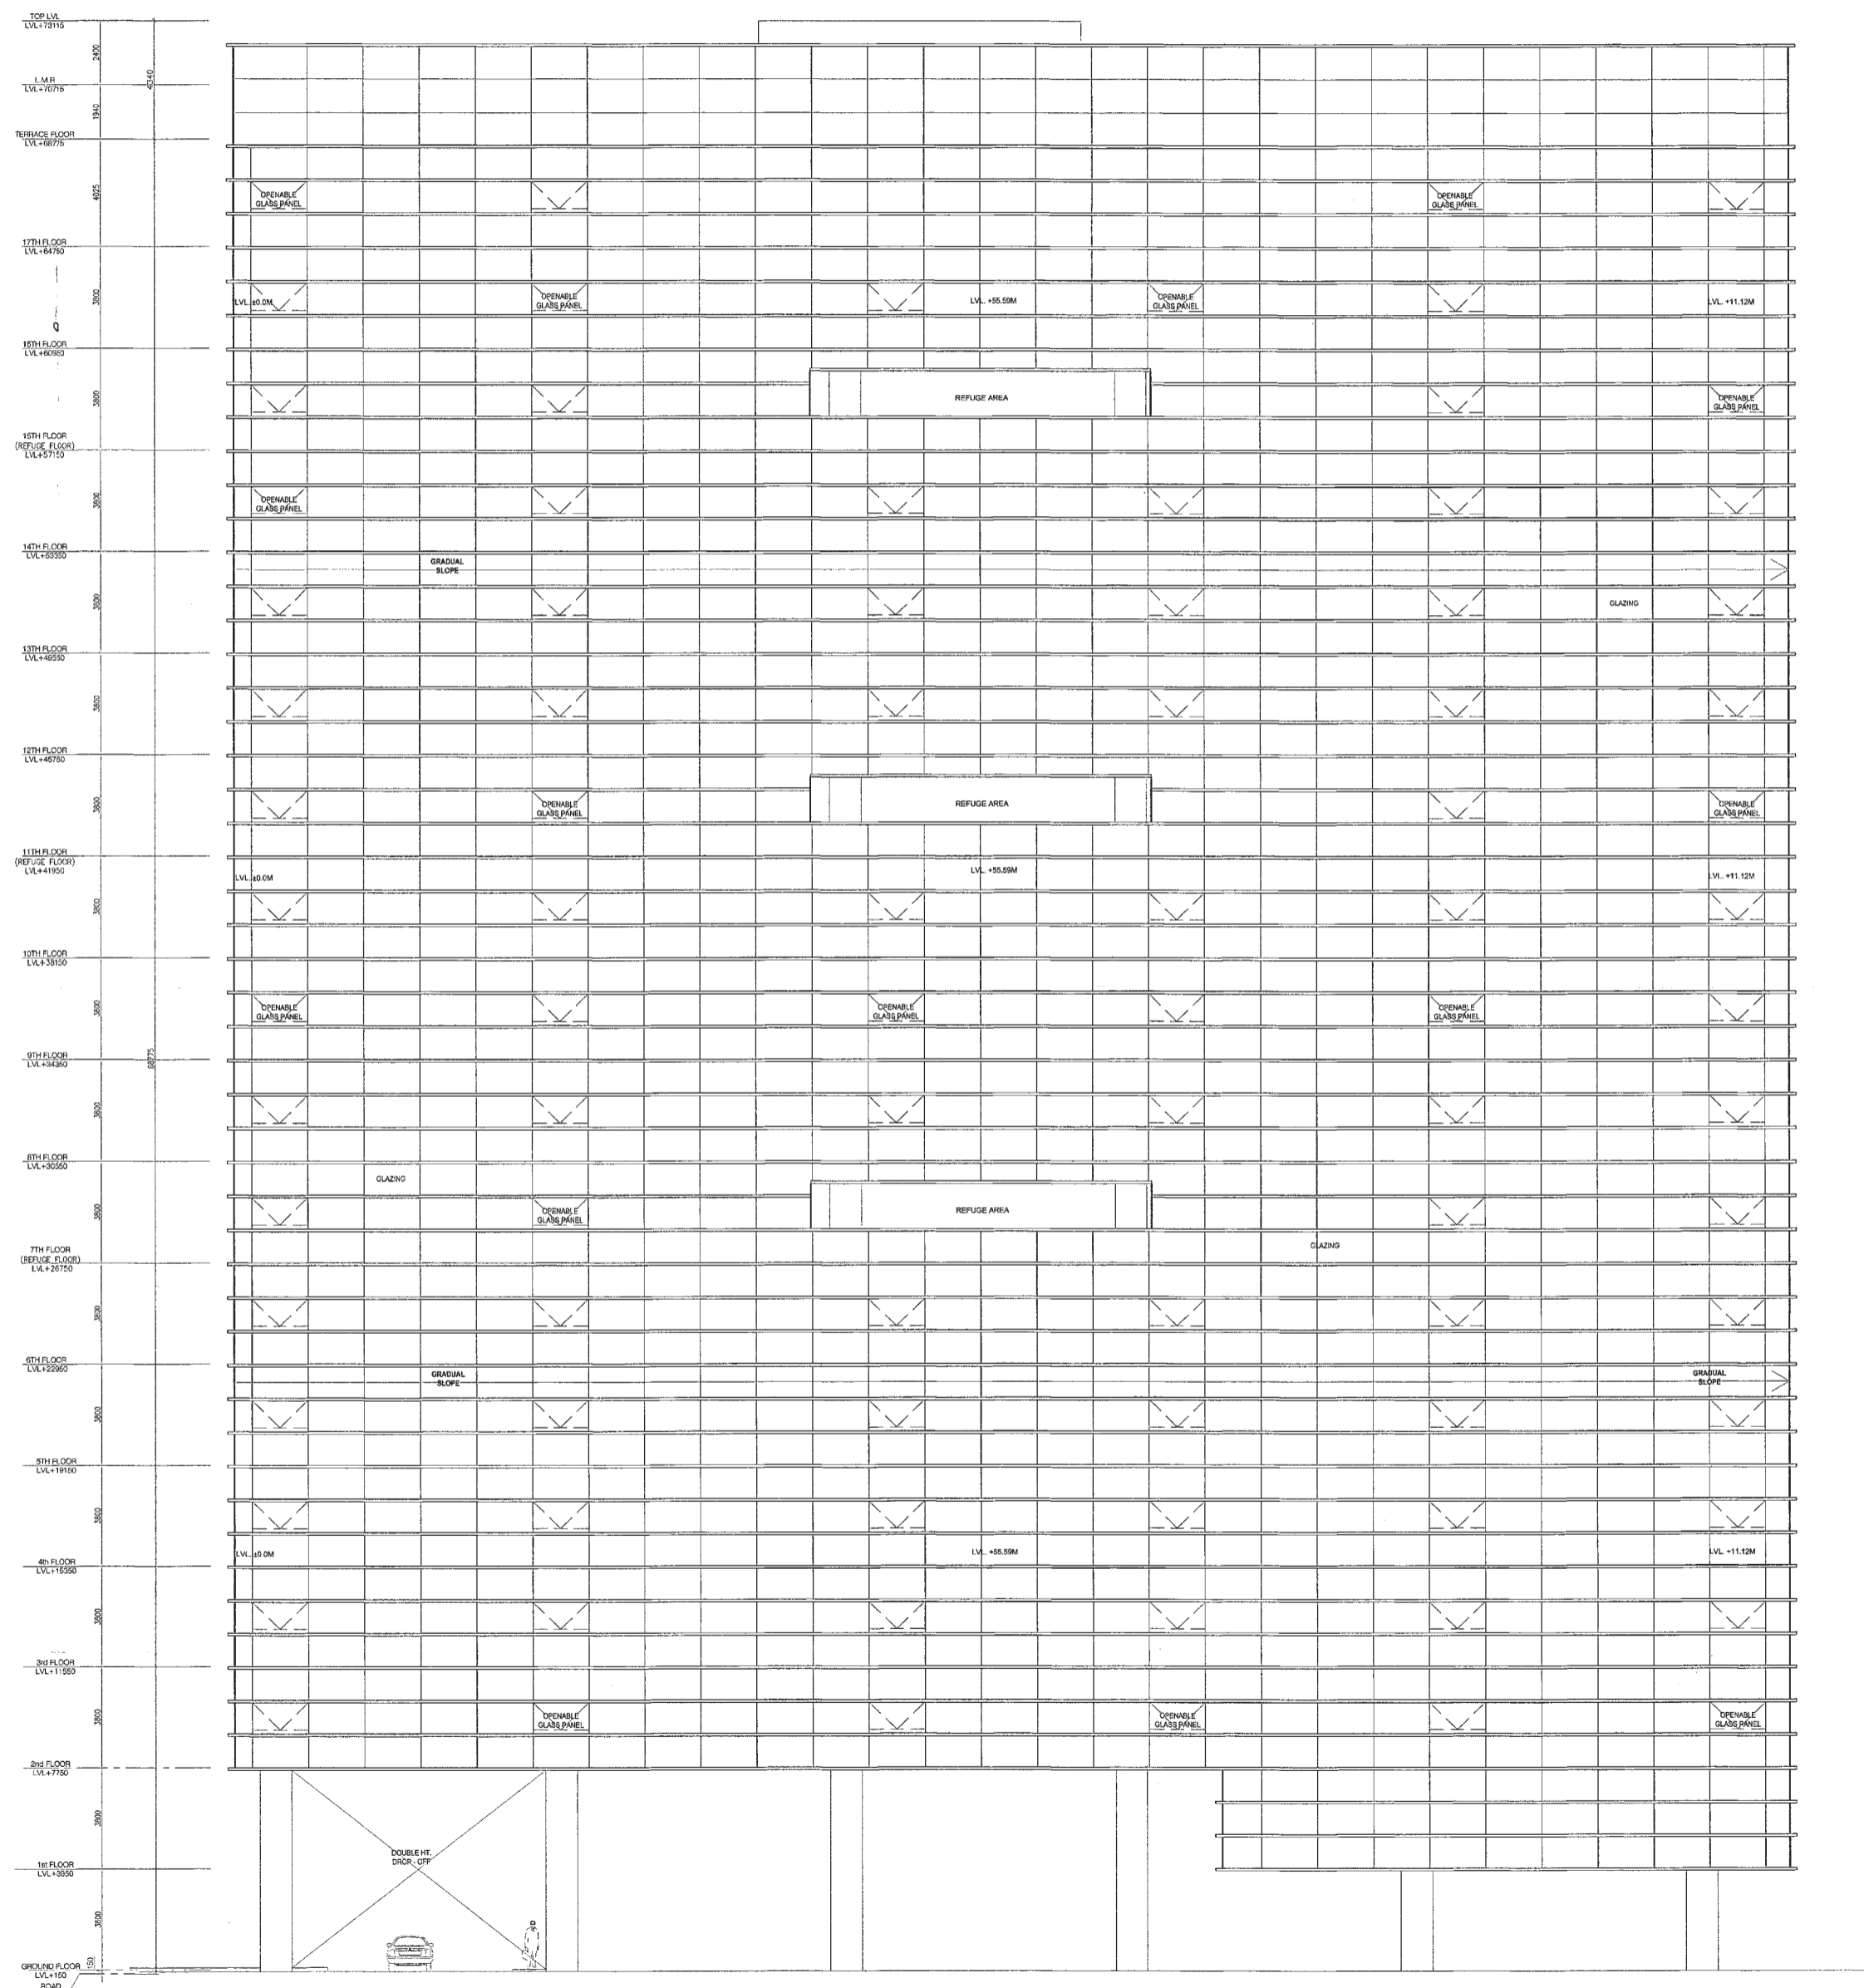 TOP LVL
LVL+73115
2400
L.M.R
LVL+70715
4340
1940
TERRACE FLOOR
LVL+68775
4025
OPENABLE
GLASS PANEL
OPENABLE
GLASS PANEL
17TH FLOOR
LVL+64750
3800
LVL. ±0.0M
OPENABLE
GLASS PANEL
LVL. +55.59M
OPENABLE
GLASS PANEL
LVL. +11.12M
16TH FLOOR
LVL+60950
3800
REFUGE AREA
OPENABLE
GLASS PANEL
15TH FLOOR
(REFUGE FLOOR)
LVL+57150
3800
OPENABLE
GLASS PANEL
14TH FLOOR
LVL+53350
GRADUAL
SLOPE
3800
GLAZING
13TH FLOOR
LVL+49550
3800
12TH FLOOR
LVL+45750
3800
OPENABLE
GLASS PANEL
REFUGE AREA
OPENABLE
GLASS PANEL
11TH FLOOR
(REFUGE FLOOR)
LVL+41950
LVL. ±0.0M
LVL. +55.59M
LVL. +11.12M
3800
10TH FLOOR
LVL+38150
3800
OPENABLE
GLASS PANEL
OPENABLE
GLASS PANEL
OPENABLE
GLASS PANEL
9TH FLOOR
LVL+34350
68775
3800
8TH FLOOR
LVL+30550
GLAZING
3800
OPENABLE
GLASS PANEL
REFUGE AREA
7TH FLOOR
(REFUGE FLOOR)
LVL+26750
GLAZING
3800
6TH FLOOR
LVL+22950
GRADUAL
SLOPE
GRADUAL
SLOPE
3800
5TH FLOOR
LVL+19150
3800
4th FLOOR
LVL+15350
LVL. ±0.0M
LVL. +55.59M
LVL. +11.12M
3800
3rd FLOOR
LVL+11550
3800
OPENABLE
GLASS PANEL
OPENABLE
GLASS PANEL
OPENABLE
GLASS PANEL
2nd FLOOR
LVL+7750
3800
DOUBLE HT.
DROP - OFF
1st FLOOR
LVL+3950
3800
GROUND FLOOR
LVL+150
150
ROAD